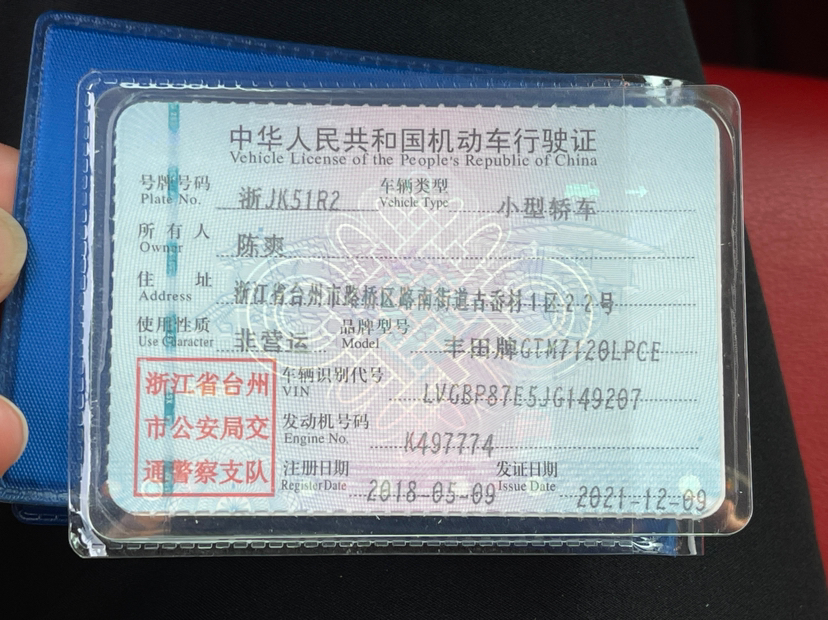 中华人民共和国机动车行驶证
Vehicle License of the People's Republic of China
号牌号码 浙JK51R2 车辆类型 小型轿车
Plate No. Vehicle Type
所有人 陈爽
Owner
住址 浙江省台州市路桥区路南街道古岙村1区22号
Address
使用性质 非营运 品牌型号 丰田牌GTM7120LPCE
Use Character Model
浙江省台州
市公安局交
通警察支队
车辆识别代号 LVGBP87E5JG149207
VIN
发动机号码 K497774
Engine No.
注册日期 2018-05-09 发证日期 2021-12-09
Register Date Issue Date